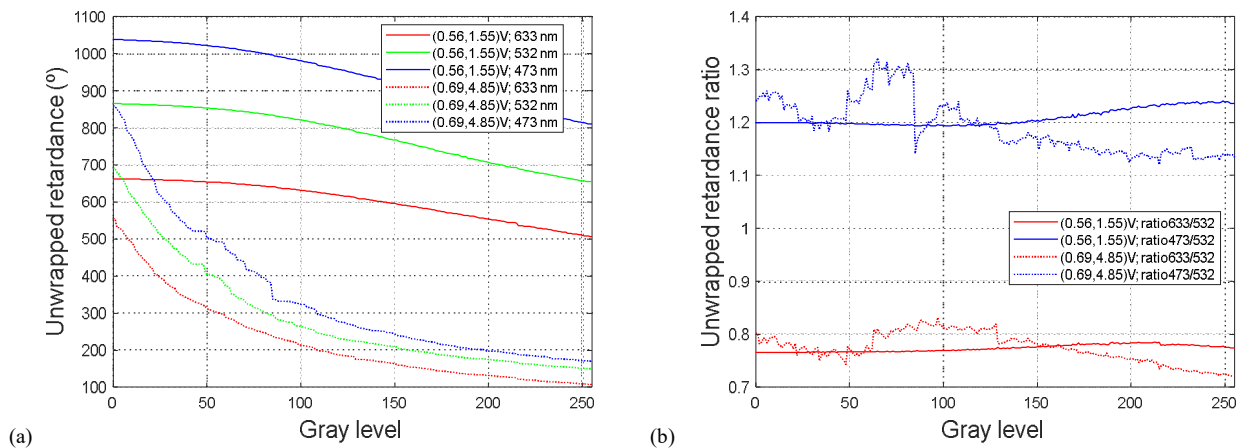 1100
1000
900
800
700
600
500
400
300
200
100
Unwrapped retardance (º)
(0.56,1.55)V; 633 nm
(0.56,1.55)V; 532 nm
(0.56,1.55)V; 473 nm
(0.69,4.85)V; 633 nm
(0.69,4.85)V; 532 nm
(0.69,4.85)V; 473 nm
0 50 100 150 200 250
Gray level
(a)
1.4
1.3
1.2
1.1
1
0.9
0.8
0.7
Unwrapped retardance ratio
(0.56,1.55)V; ratio633/532
(0.56,1.55)V; ratio473/532
(0.69,4.85)V; ratio633/532
(0.69,4.85)V; ratio473/532
0 50 100 150 200 250
Gray level
(b)